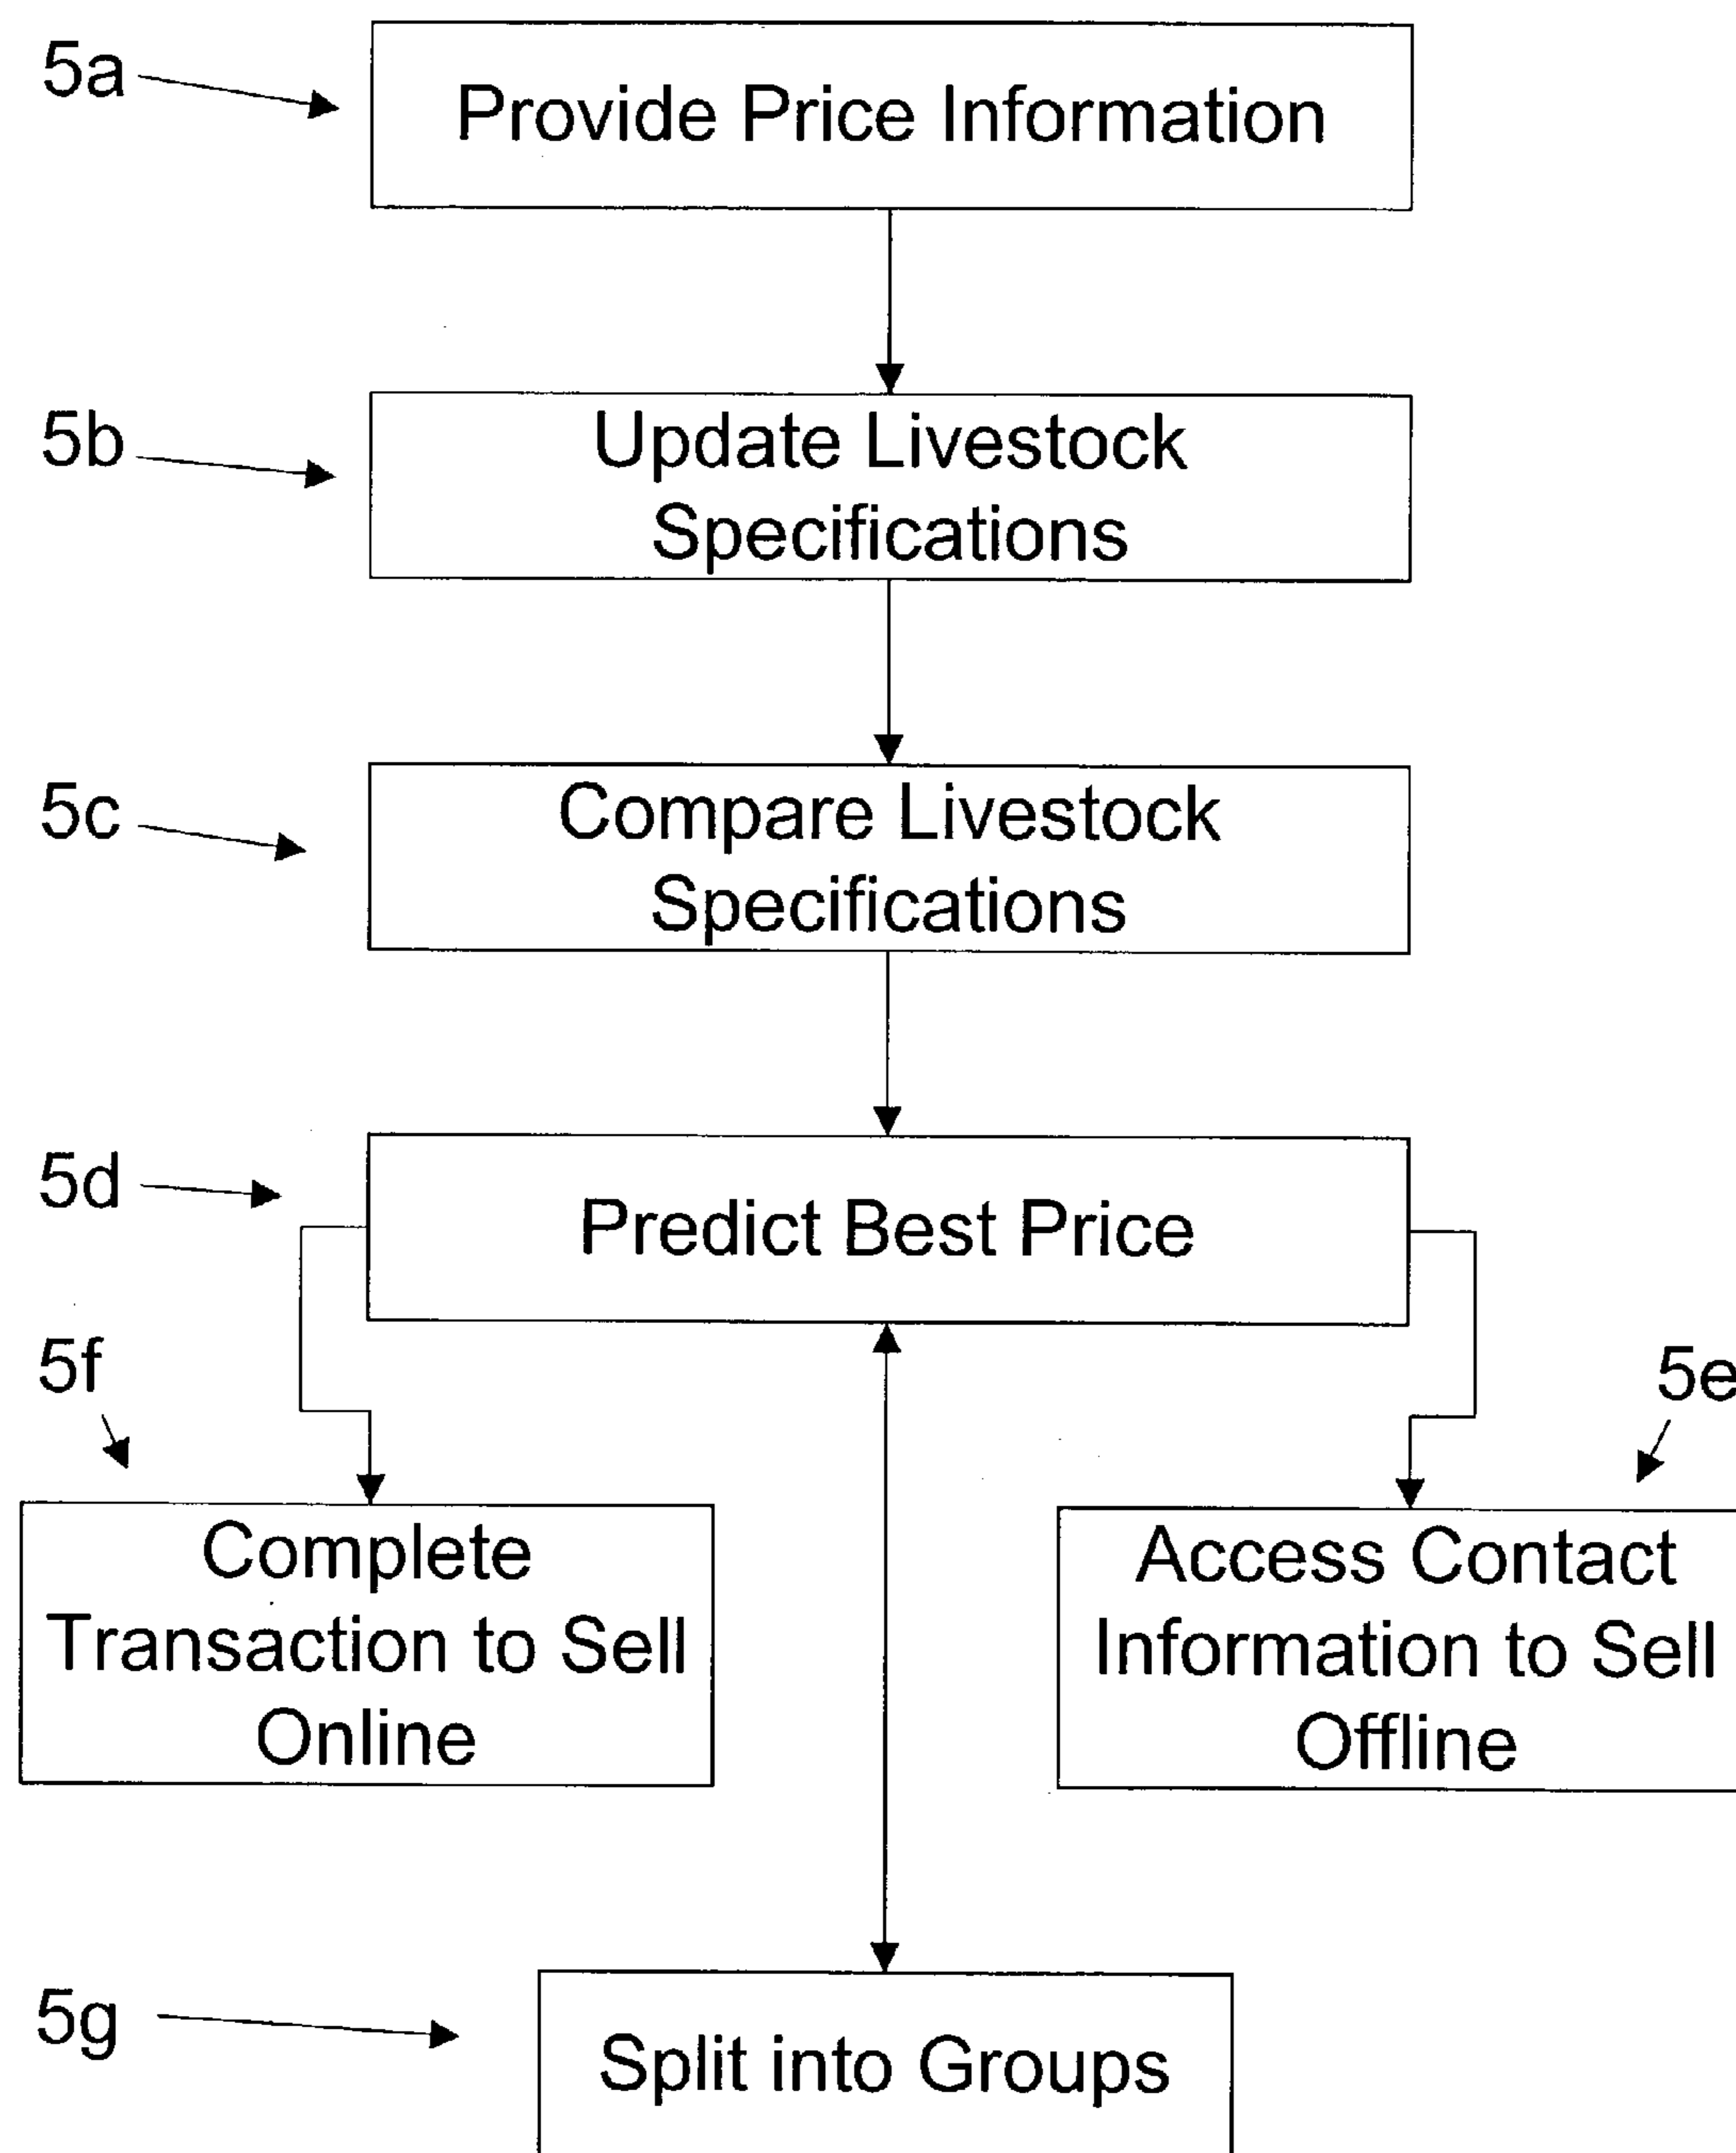 5a
Provide Price Information
5b
Update Livestock
Specifications
5c
Compare Livestock
Specifications
5d
Predict Best Price
5f
5e
Complete
Transaction to Sell
Online
Access Contact
Information to Sell
Offline
5g
Split into Groups